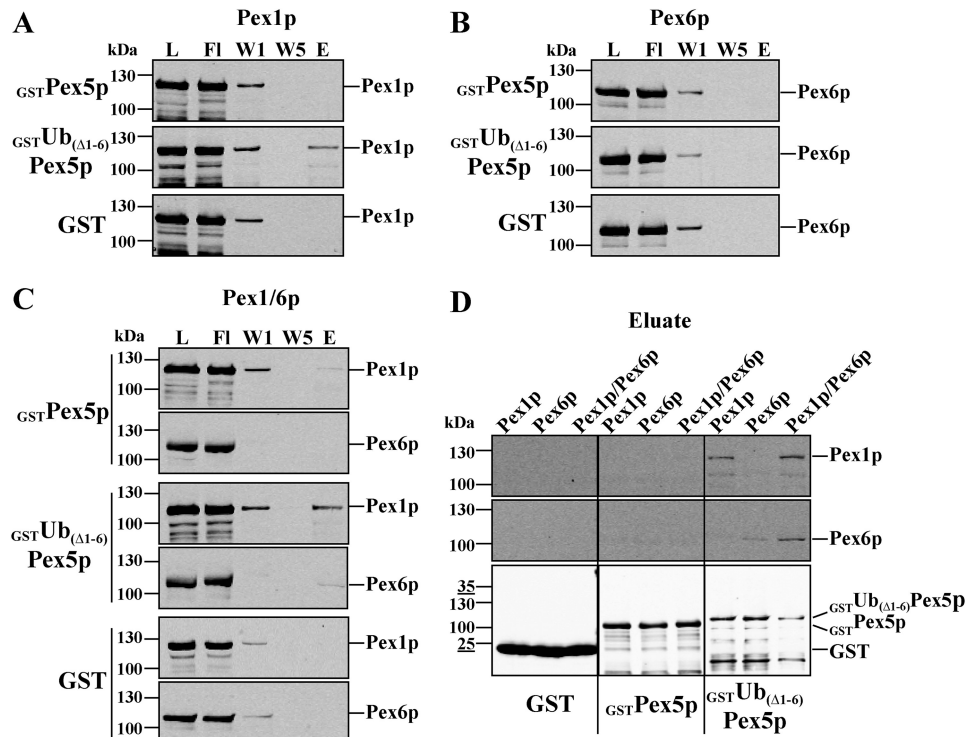 A
Pex1p
kDa L Fl W1 W5 E
GSTPex5p
130
100
Pex1p
GSTUb(Δ1-6)
Pex5p
130
100
Pex1p
GST
130
100
Pex1p
B
Pex6p
kDa L Fl W1 W5 E
GSTPex5p
130
100
Pex6p
GSTUb(Δ1-6)
Pex5p
130
100
Pex6p
GST
130
100
Pex6p
C
Pex1/6p
kDa L Fl W1 W5 E
GSTPex5p
130
100
Pex1p
100
Pex6p
GSTUb(Δ1-6)
Pex5p
130
100
Pex1p
100
Pex6p
GST
130
100
Pex1p
100
Pex6p
D
Eluate
Pex1p Pex6p Pex1p/Pex6p Pex1p Pex6p Pex1p/Pex6p Pex1p Pex6p Pex1p/Pex6p
kDa
130
100
Pex1p
100
Pex6p
35
130
100
25
GSTUb(Δ1-6)Pex5p
GSTPex5p
GST
GST GSTPex5p GSTUb(Δ1-6)
Pex5p